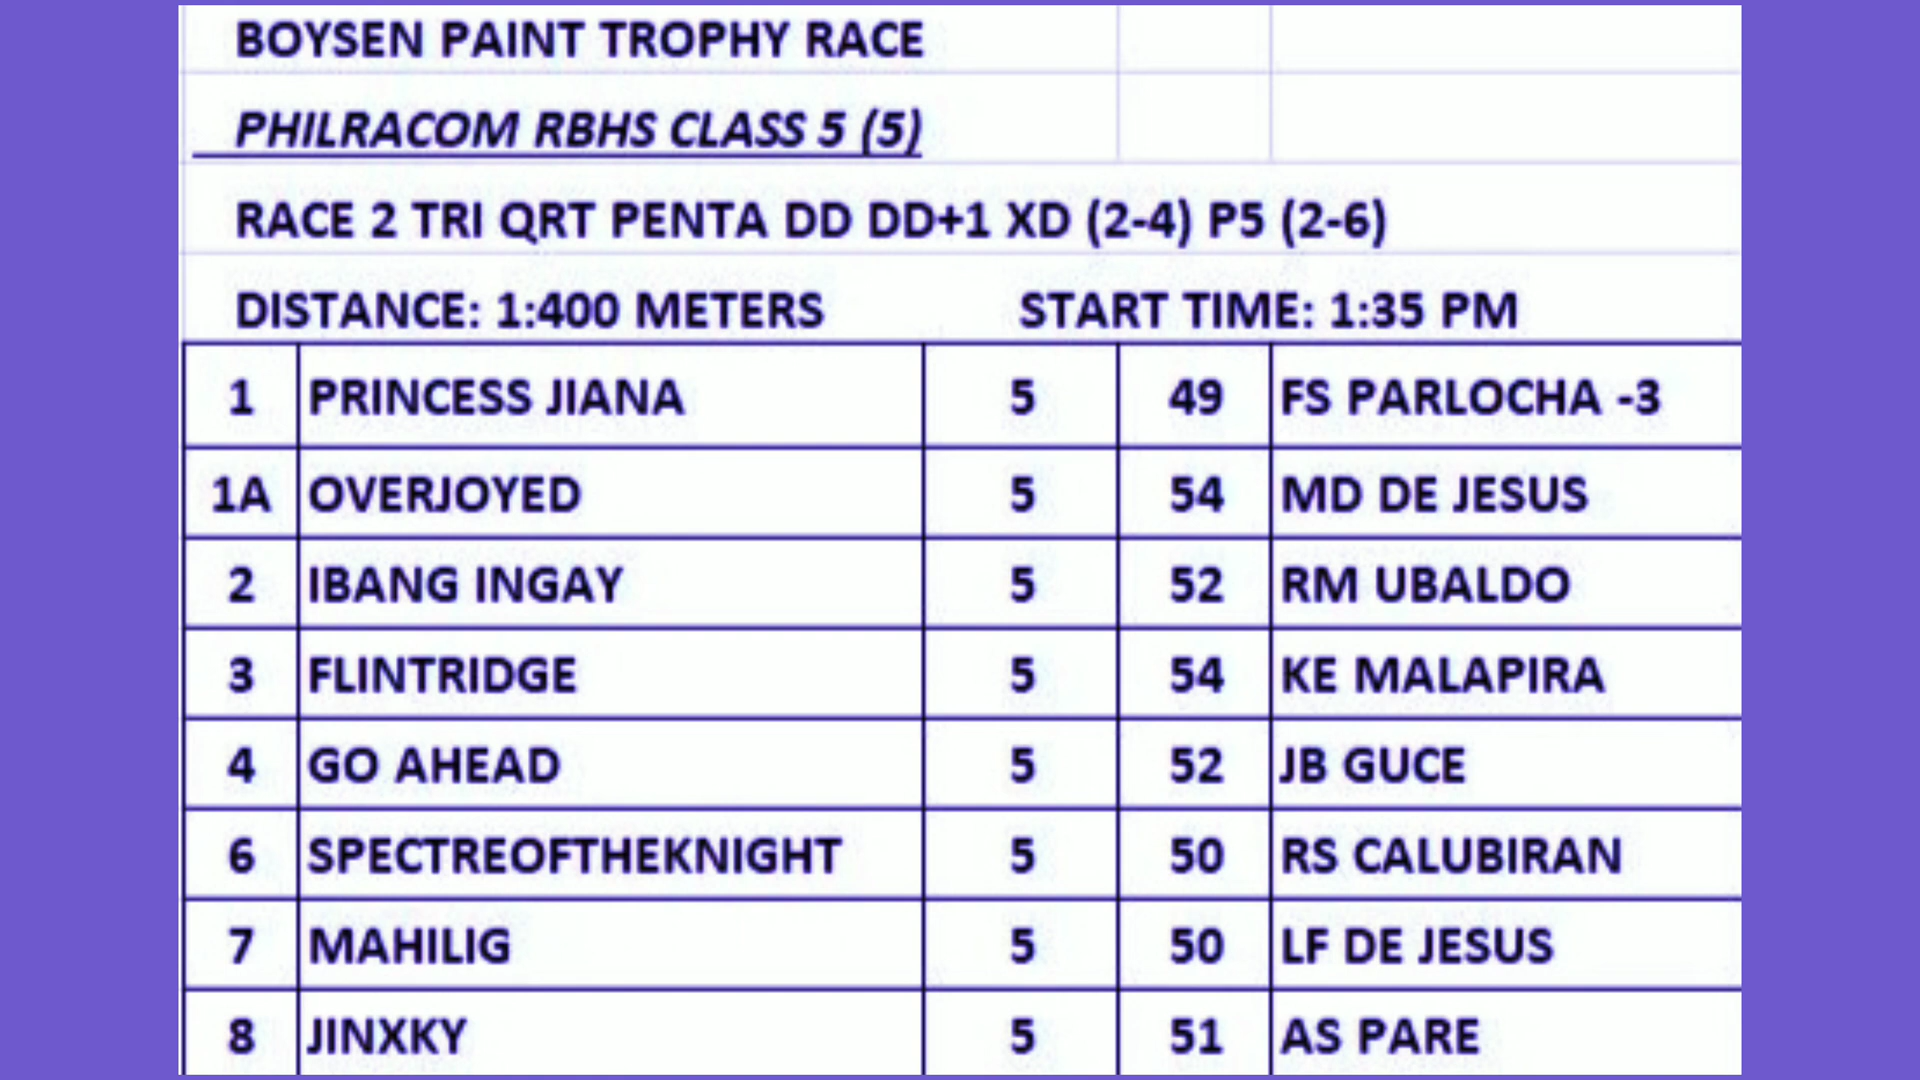 BOYSEN PAINT TROPHY RACE
PHILRACOM RBHS CLASS 5 (5)
RACE 2 TRI QRT PENTA DD DD+1 XD (2-4) P5 (2-6)
DISTANCE: 1:400 METERS START TIME: 1:35 PM
1 PRINCESS JIANA 5 49 FS PARLOCHA -3
1A OVERJOYED 5 54 MD DE JESUS
2 IBANG INGAY 5 52 RM UBALDO
3 FLINTRIDGE 5 54 KE MALAPIRA
4 GO AHEAD 5 52 JB GUCE
6 SPECTREOFTHEKNIGHT 5 50 RS CALUBIRAN
7 MAHILIG 5 50 LF DE JESUS
8 JINXKY 5 51 AS PARE